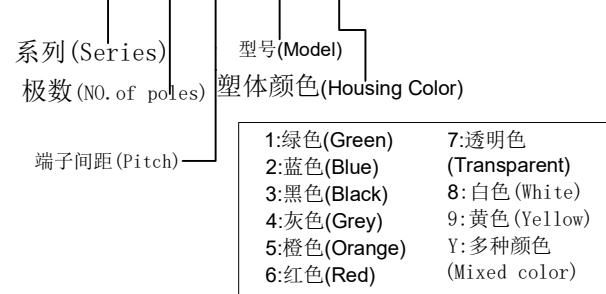 系列(Series)
型号(Model)
极数(NO.of poles)
塑体颜色(Housing Color)
端子间距(Pitch)
1:绿色(Green)
2:蓝色(Blue)
3:黑色(Black)
4:灰色(Grey)
5:橙色(Orange)
6:红色(Red)
7:透明色
(Transparent)
8:白色(White)
9:黄色(Yellow)
Y:多种颜色
(Mixed color)